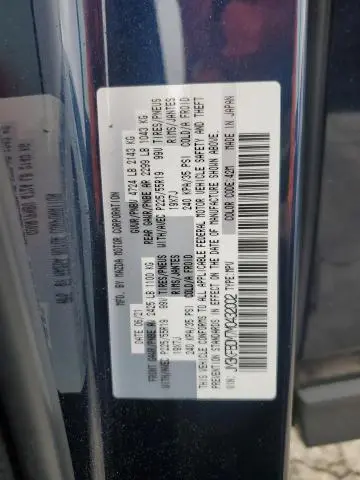 MFD. BY MAZDA MOTOR CORPORATION
DATE: 06/21 GVWR/PNBV 4724 LB 2143 KG
FRONT GAWR/PNBE AV 2425 LB 1100 KG REAR GAWR/PNBE AR 2299 LB 1043 KG
WITH/AVEC P225/55R19 99V TIRES/PNEUS WITH/AVEC P225/55R19 99V TIRES/PNEUS
19X7J RIMS/JANTES 19X7J RIMS/JANTES
240 KPA/35 PSI COLD/A FROID 240 KPA/35 PSI COLD/A FROID
THIS VEHICLE CONFORMS TO ALL APPLICABLE FEDERAL MOTOR VEHICLE SAFETY AND THEFT
PREVENTION STANDARDS IN EFFECT ON THE DATE OF MANUFACTURE SHOWN ABOVE.
TYPE: MPV COLOR CODE:42M MADE IN JAPAN